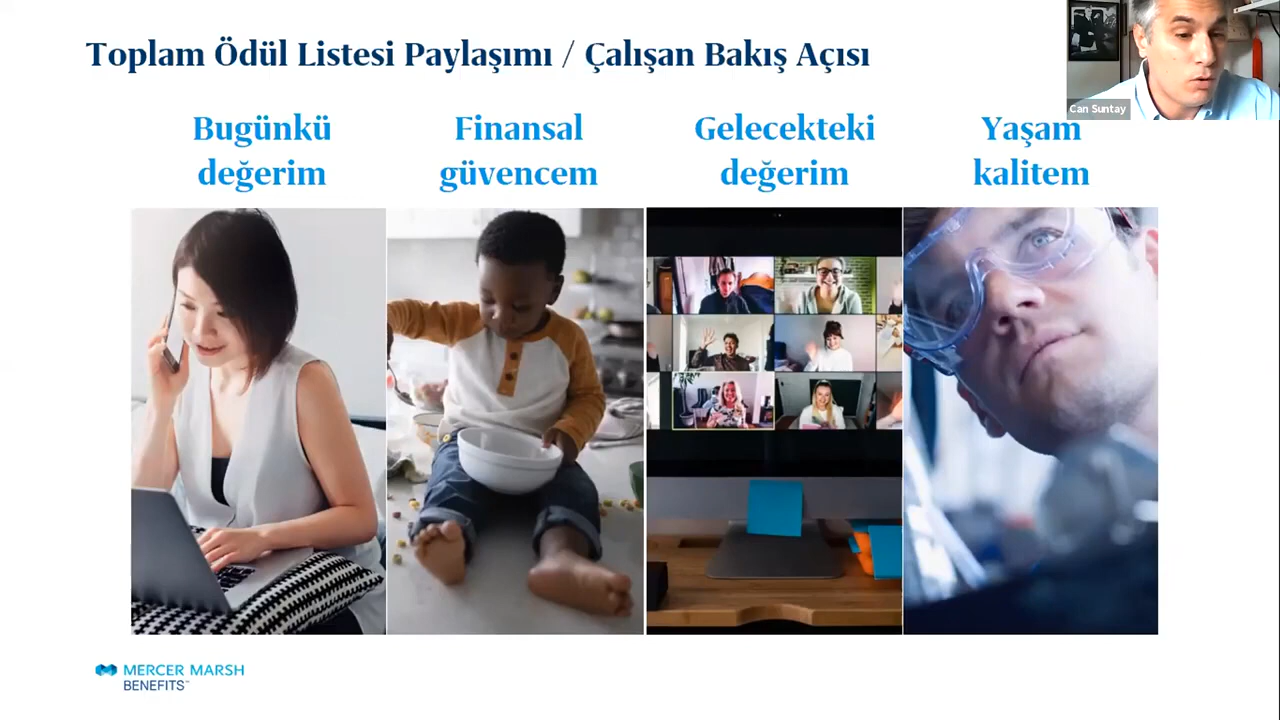 Toplam Ödül Listesi Paylaşımı / Çalışan Bakış Açısı
Can Suntay
Bugünkü
değerim
Finansal
güvencem
Gelecekteki
değerim
Yaşam
kalitem
MERCER MARSH
BENEFITS™